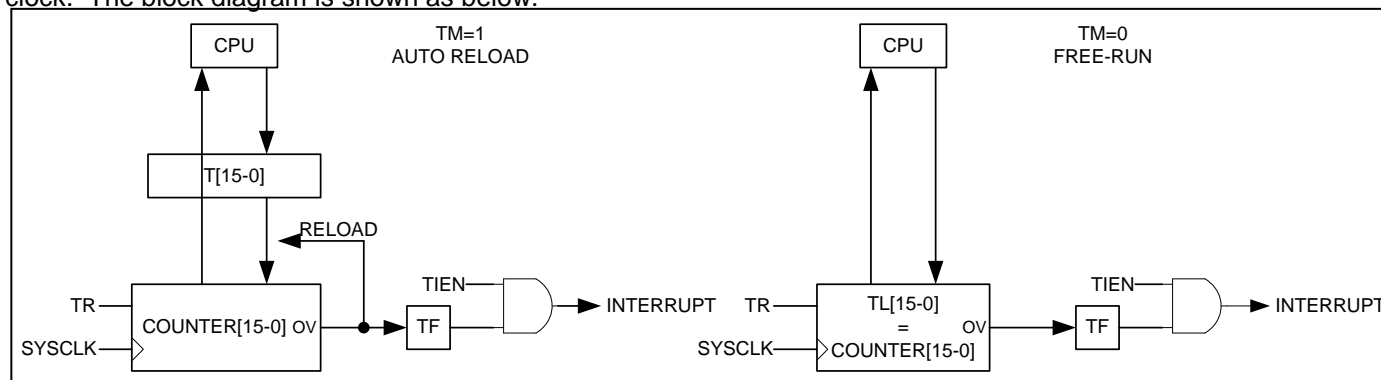 clock. The block diagram is shown as below.
CPU
TM=1
AUTO RELOAD
T[15-0]
RELOAD
TR
SYSCLK
COUNTER[15-0] OV
TF
TIEN
INTERRUPT
CPU
TM=0
FREE-RUN
TR
SYSCLK
TL[15-0]
=
COUNTER[15-0]
OV
TF
TIEN
INTERRUPT